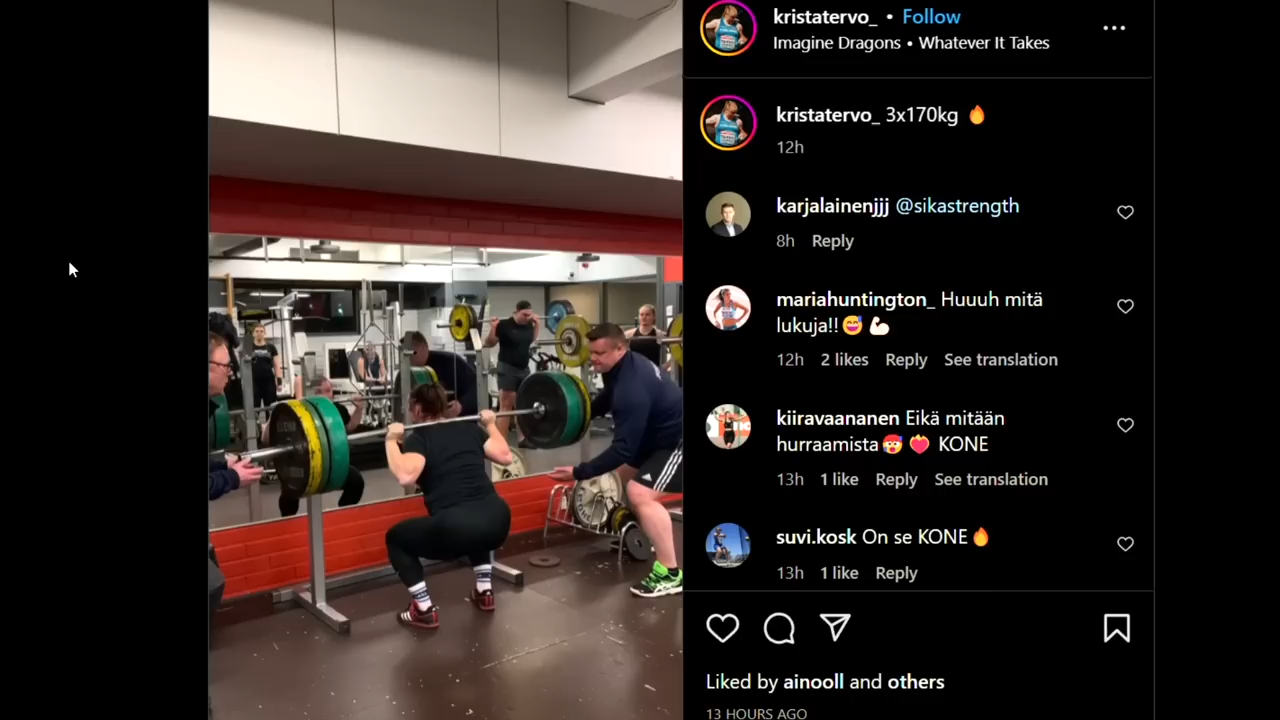 kristatervo_ • Follow
Imagine Dragons • Whatever It Takes
kristatervo_ 3x170kg 🔥
12h
karjalainenjjj @sikastrength
8h Reply
mariahuntington_ Huuuh mitä
lukuja!!😅💪🏻
12h 2 likes Reply See translation
kiiravaananen Eikä mitään
hurraamista🥳❤️‍🔥 KONE
13h 1 like Reply See translation
suvi.kosk On se KONE🔥
13h 1 like Reply
Liked by ainooll and others
13 HOURS AGO